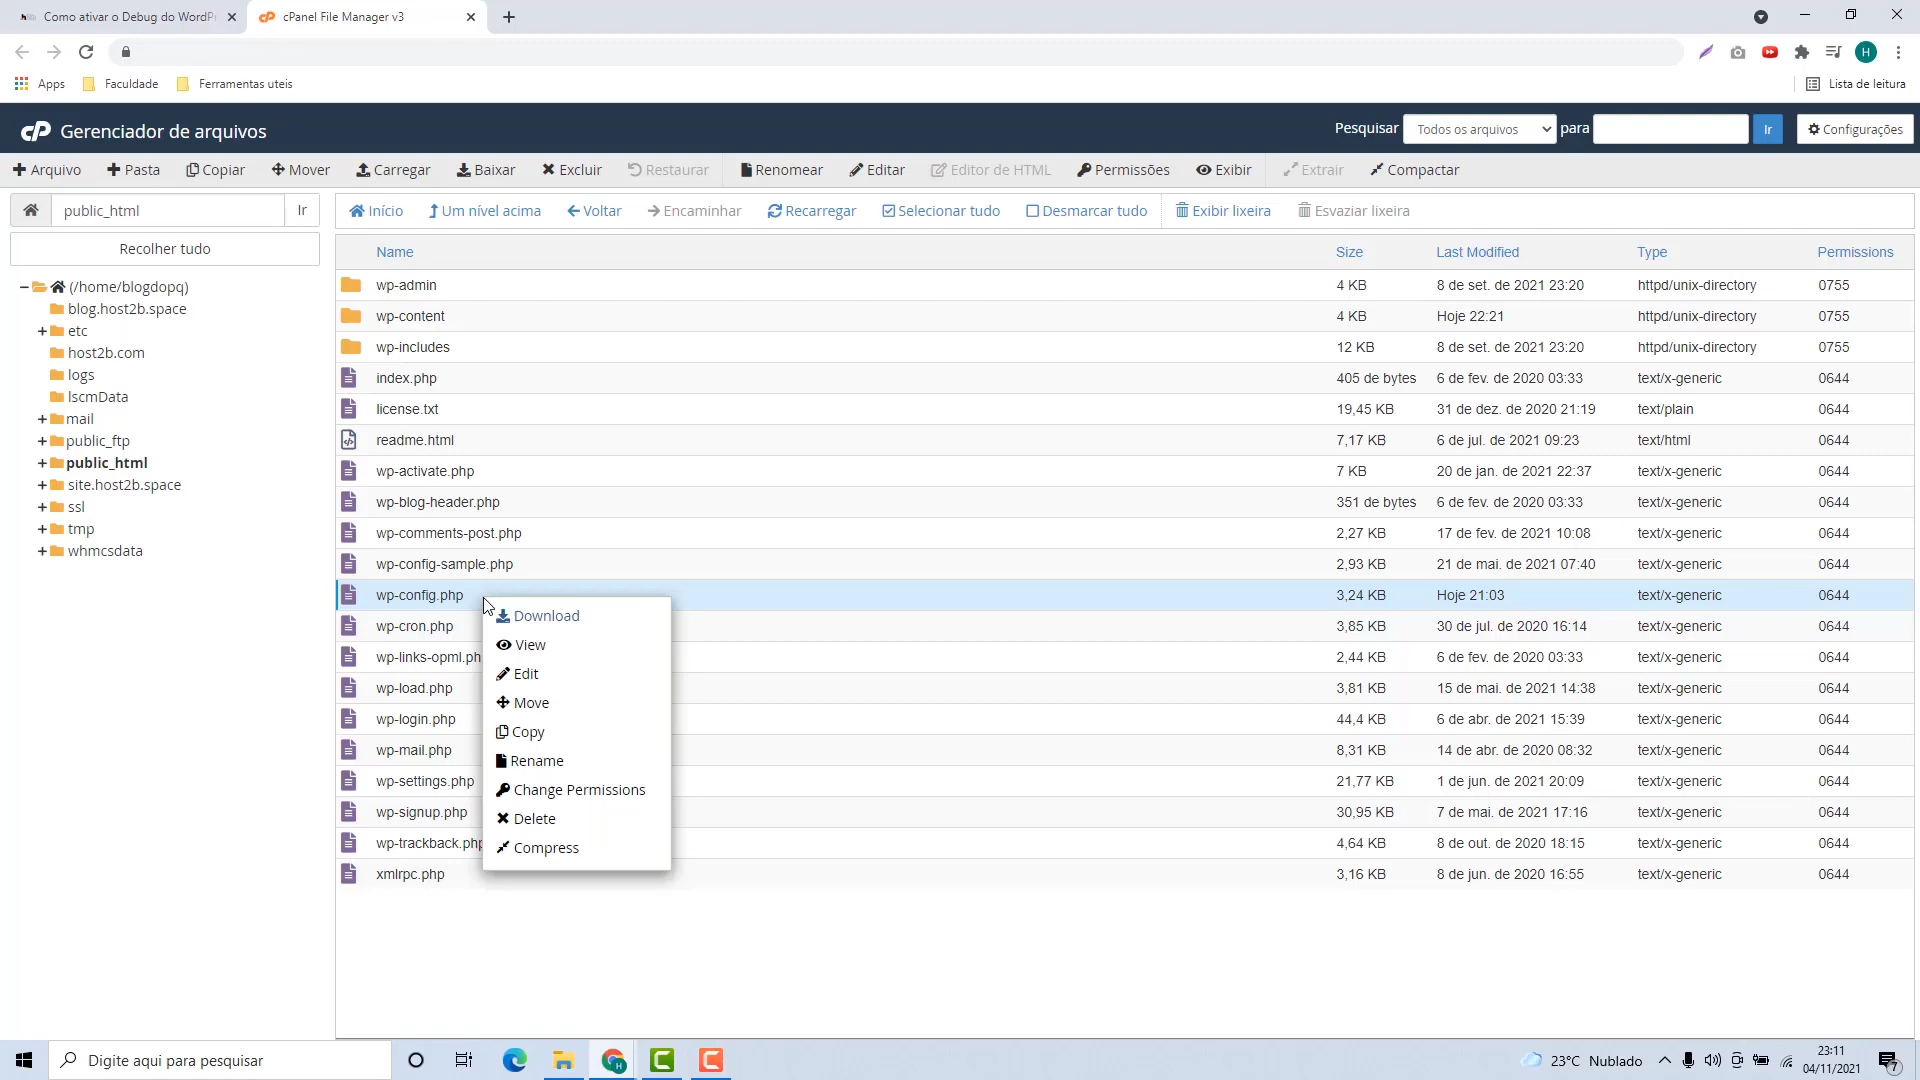 Como ativar o Debug do WordPr
cPanel File Manager v3
H
Apps
Faculdade
Ferramentas uteis
Lista de leitura
cP Gerenciador de arquivos
Pesquisar Todos os arquivos para Ir Configurações
Arquivo Pasta Copiar Mover Carregar Baixar Excluir Restaurar Renomear Editar Editor de HTML Permissões Exibir Extrair Compactar
public_html Ir
Início Um nível acima Voltar Encaminhar Recarregar Selecionar tudo Desmarcar tudo Exibir lixeira Esvaziar lixeira
Recolher tudo
(/home/blogdopq)
blog.host2b.space
etc
host2b.com
logs
lscmData
mail
public_ftp
public_html
site.host2b.space
ssl
tmp
whmcsdata
Name Size Last Modified Type Permissions
wp-admin 4 KB 8 de set. de 2021 23:20 httpd/unix-directory 0755
wp-content 4 KB Hoje 22:21 httpd/unix-directory 0755
wp-includes 12 KB 8 de set. de 2021 23:20 httpd/unix-directory 0755
index.php 405 de bytes 6 de fev. de 2020 03:33 text/x-generic 0644
license.txt 19,45 KB 31 de dez. de 2020 21:19 text/plain 0644
readme.html 7,17 KB 6 de jul. de 2021 09:23 text/html 0644
wp-activate.php 7 KB 20 de jan. de 2021 22:37 text/x-generic 0644
wp-blog-header.php 351 de bytes 6 de fev. de 2020 03:33 text/x-generic 0644
wp-comments-post.php 2,27 KB 17 de fev. de 2021 10:08 text/x-generic 0644
wp-config-sample.php 2,93 KB 21 de mai. de 2021 07:40 text/x-generic 0644
wp-config.php 3,24 KB Hoje 21:03 text/x-generic 0644
wp-cron.php 3,85 KB 30 de jul. de 2020 16:14 text/x-generic 0644
wp-links-opml.ph 2,44 KB 6 de fev. de 2020 03:33 text/x-generic 0644
wp-load.php 3,81 KB 15 de mai. de 2021 14:38 text/x-generic 0644
wp-login.php 44,4 KB 6 de abr. de 2021 15:39 text/x-generic 0644
wp-mail.php 8,31 KB 14 de abr. de 2020 08:32 text/x-generic 0644
wp-settings.php 21,77 KB 1 de jun. de 2021 20:09 text/x-generic 0644
wp-signup.php 30,95 KB 7 de mai. de 2021 17:16 text/x-generic 0644
wp-trackback.php 4,64 KB 8 de out. de 2020 18:15 text/x-generic 0644
xmlrpc.php 3,16 KB 8 de jun. de 2020 16:55 text/x-generic 0644
Download
View
Edit
Move
Copy
Rename
Change Permissions
Delete
Compress
Digite aqui para pesquisar
23°C Nublado
23:11
04/11/2021
7